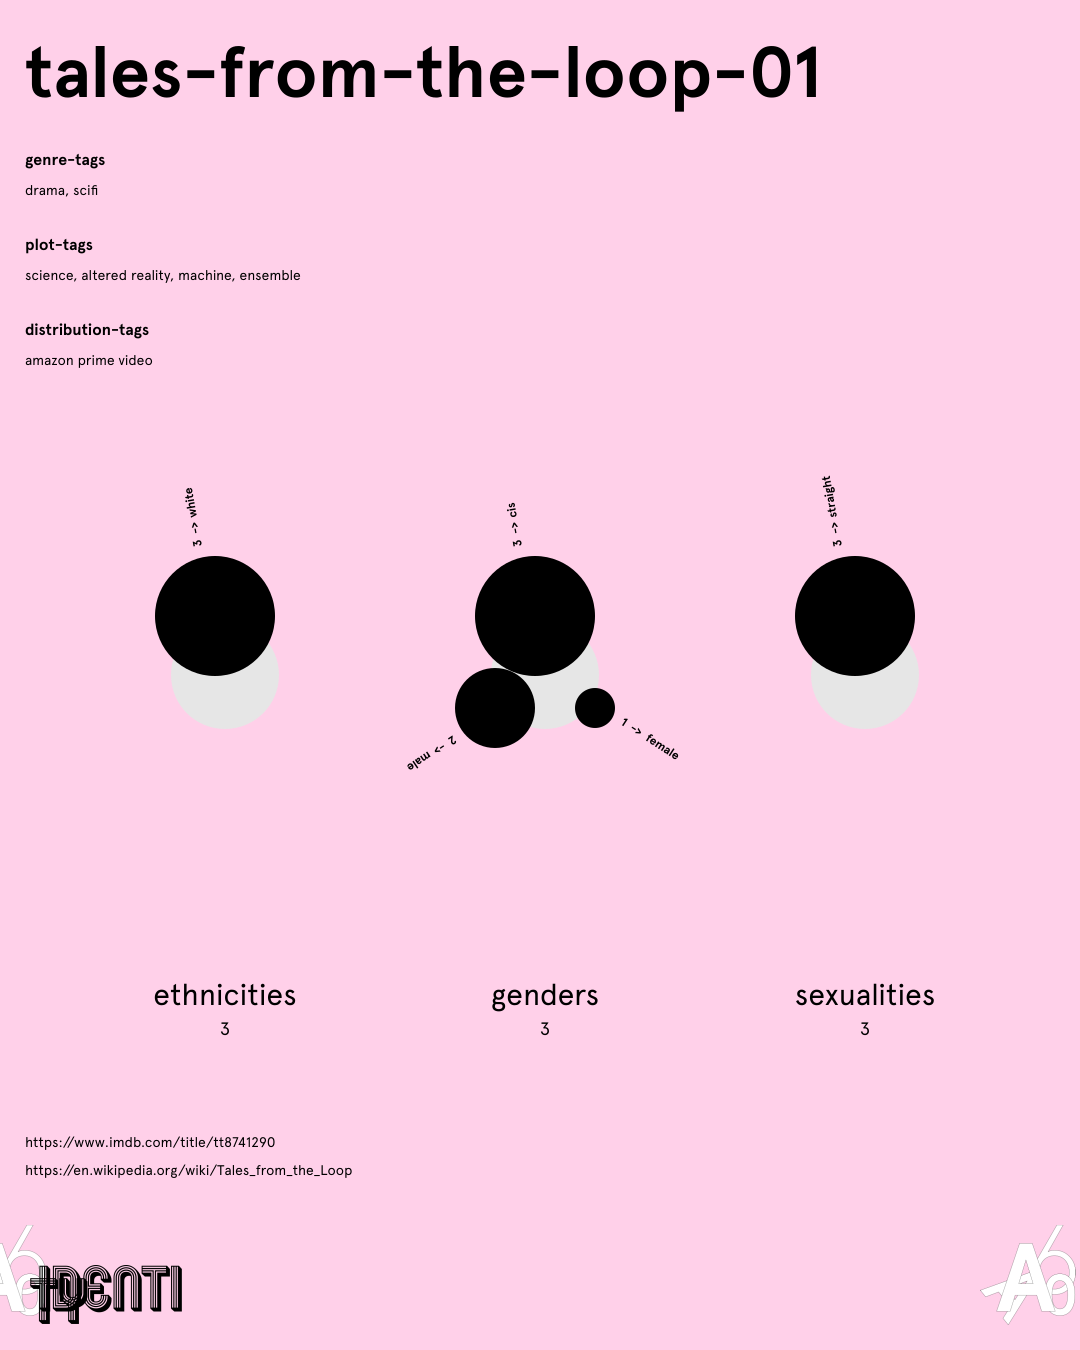 tales-from-the-loop-01
genre-tags
drama, scifi
plot-tags
science, altered reality, machine, ensemble
distribution-tags
amazon prime video
3 -> white
3 -> cis
3 -> straight
2 -> male
1 -> female
ethnicities
genders
sexualities
3
3
3
https://www.imdb.com/title/tt8741290
https://en.wikipedia.org/wiki/Tales_from_the_Loop